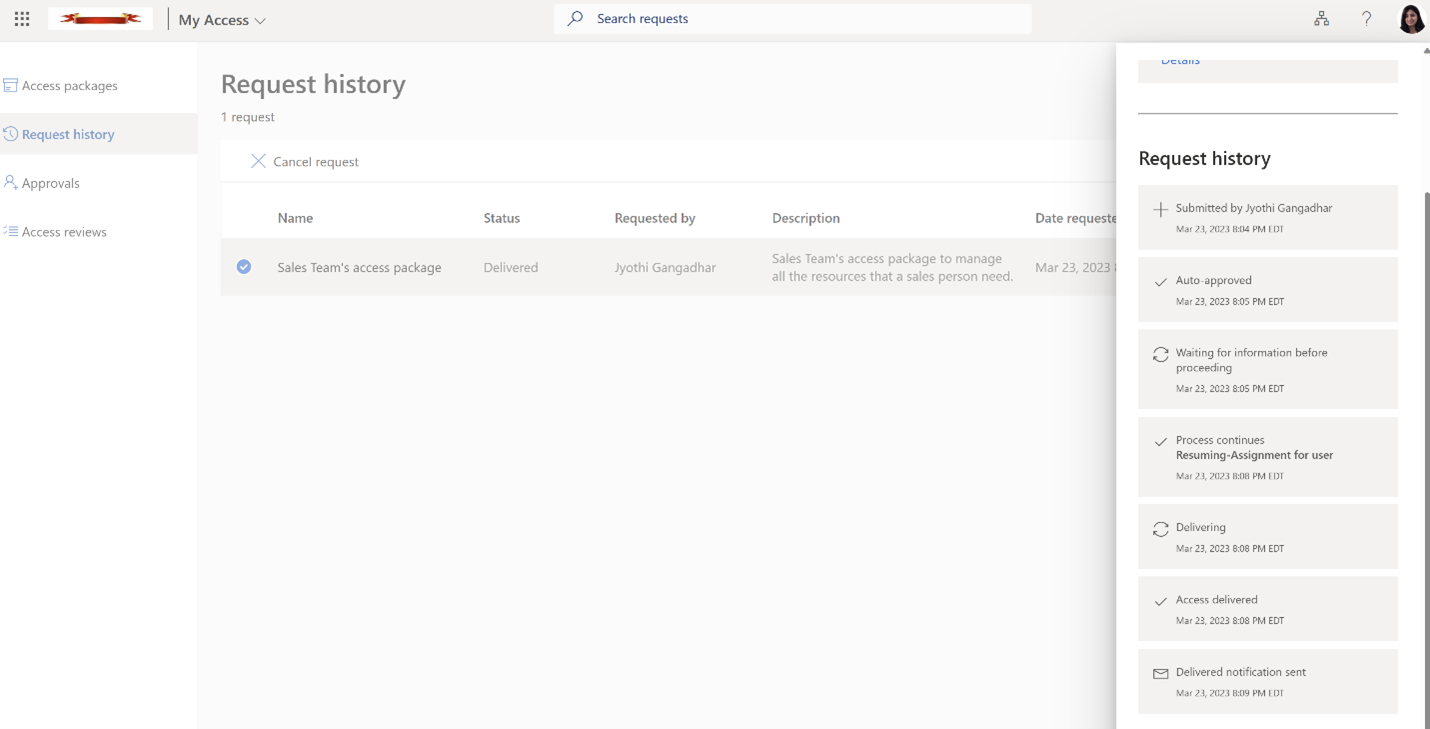 My Access
Search requests
Access packages
Request history
Approvals
Access reviews
Request history
1 request
Cancel request
Name Status Requested by Description Date requeste
Sales Team's access package Delivered Jyothi Gangadhar Sales Team's access package to manage Mar 23, 2023
all the resources that a sales person need.
Details
Request history
Submitted by Jyothi Gangadhar
Mar 23, 2023 8:04 PM EDT
Auto-approved
Mar 23, 2023 8:05 PM EDT
Waiting for information before
proceeding
Mar 23, 2023 8:05 PM EDT
Process continues
Resuming-Assignment for user
Mar 23, 2023 8:08 PM EDT
Delivering
Mar 23, 2023 8:08 PM EDT
Access delivered
Mar 23, 2023 8:08 PM EDT
Delivered notification sent
Mar 23, 2023 8:09 PM EDT